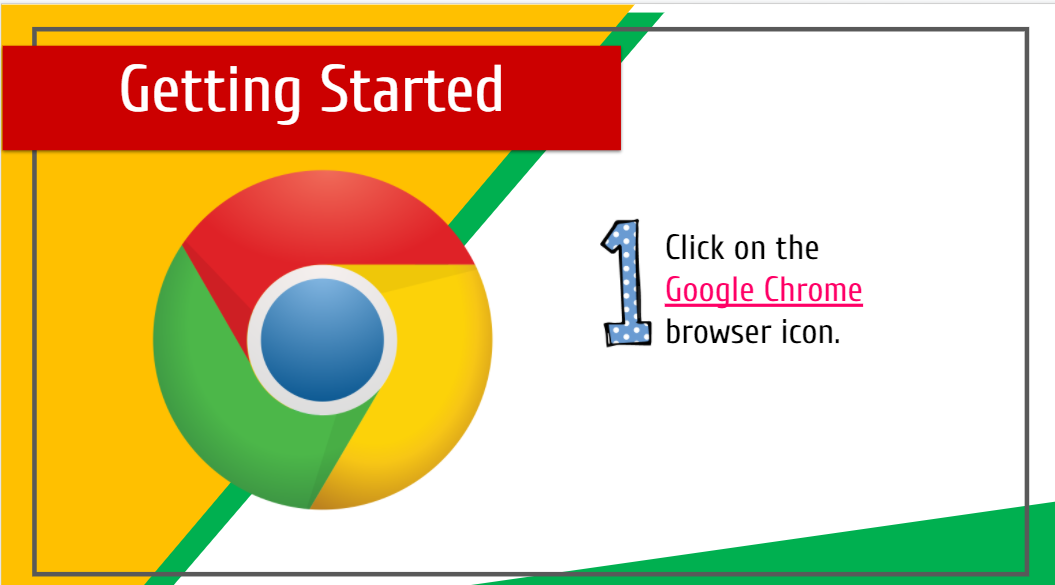 Getting Started
1
Click on the
Google Chrome
browser icon.